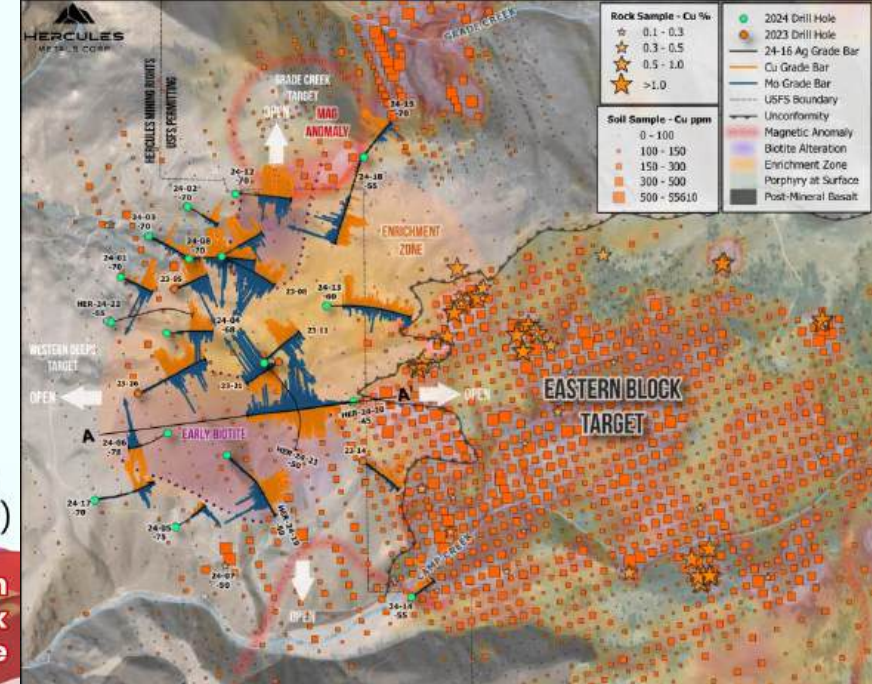 HERCULES
METALS CORP
HERCULES MINING RIGHTS
USFS PERMITTING
GRADE CREEK
TARGET
OPEN
MAG
ANOMALY
GRADE CREEK
24-15
-70
24-18
-55
24-12
-70
24-02
-70
24-03
-70
24-08
-70
24-01
-70
23-05
HER-24-22
-55
23-08
24-13
-60
ENRICHMENT
ZONE
24-04
-68
23-11
WESTERN DEEPS
TARGET
OPEN
23-21
A
A'
OPEN
EASTERN BLOCK
TARGET
24-06
-78
EARLY BIOTITE
-45
-50
23-14
24-17
-70
24-05
-75
24-07
-50
OPEN
24-14
-55
Rock Sample - Cu %
0.1 - 0.3
0.3 - 0.5
0.5 - 1.0
>1.0
Soil Sample - Cu ppm
0 - 100
100 - 150
150 - 300
300 - 500
500 - 55610
2024 Drill Hole
2023 Drill Hole
24-16 Ag Grade Bar
Cu Grade Bar
Mo Grade Bar
USFS Boundary
Unconformity
Magnetic Anomaly
Biotite Alteration
Enrichment Zone
Porphyry at Surface
Post-Mineral Basalt
)
n
k
e